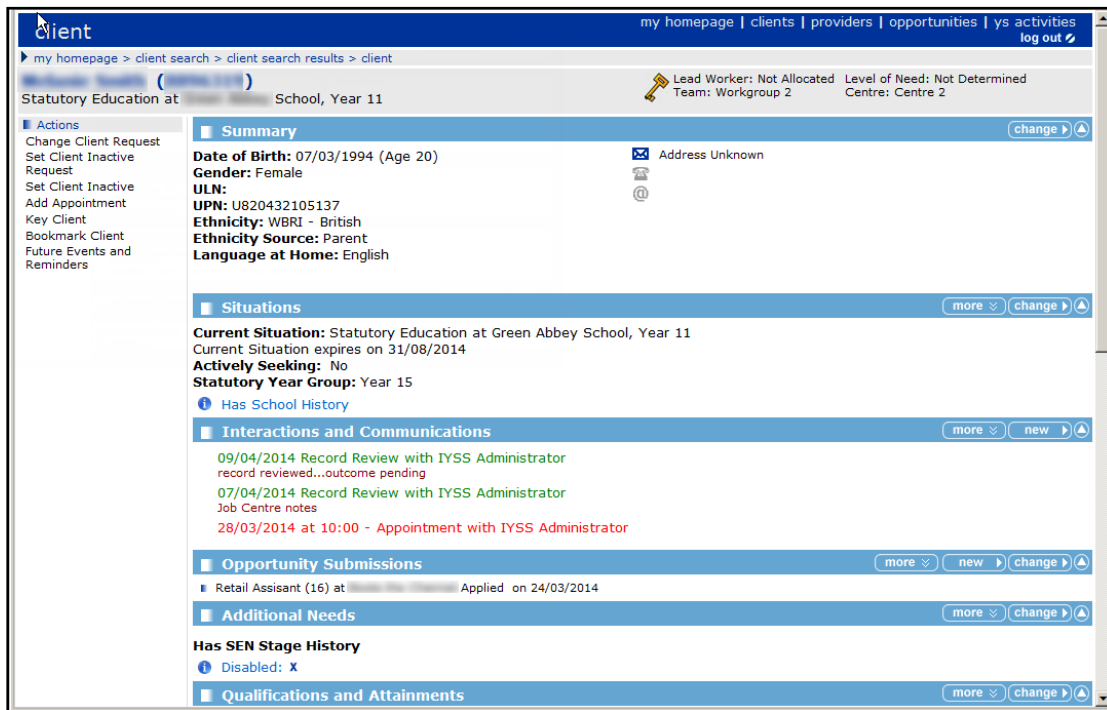 client
my homepage | clients | providers | opportunities | ys activities
log out
my homepage > client search > client search results > client
Statutory Education at School, Year 11
Lead Worker: Not Allocated Level of Need: Not Determined
Team: Workgroup 2 Centre: Centre 2
Actions
Change Client Request
Set Client Inactive
Request
Set Client Inactive
Add Appointment
Key Client
Bookmark Client
Future Events and
Reminders
Summary
change
Date of Birth: 07/03/1994 (Age 20)
Gender: Female
ULN:
UPN: U820432105137
Ethnicity: WBRI - British
Ethnicity Source: Parent
Language at Home: English
Address Unknown
Situations
more change
Current Situation: Statutory Education at Green Abbey School, Year 11
Current Situation expires on 31/08/2014
Actively Seeking: No
Statutory Year Group: Year 15
Has School History
Interactions and Communications
more new
09/04/2014 Record Review with IYSS Administrator
record reviewed...outcome pending
07/04/2014 Record Review with IYSS Administrator
Job Centre notes
28/03/2014 at 10:00 - Appointment with IYSS Administrator
Opportunity Submissions
more new change
Retail Assisant (16) at Applied on 24/03/2014
Additional Needs
more change
Has SEN Stage History
Disabled: x
Qualifications and Attainments
more change